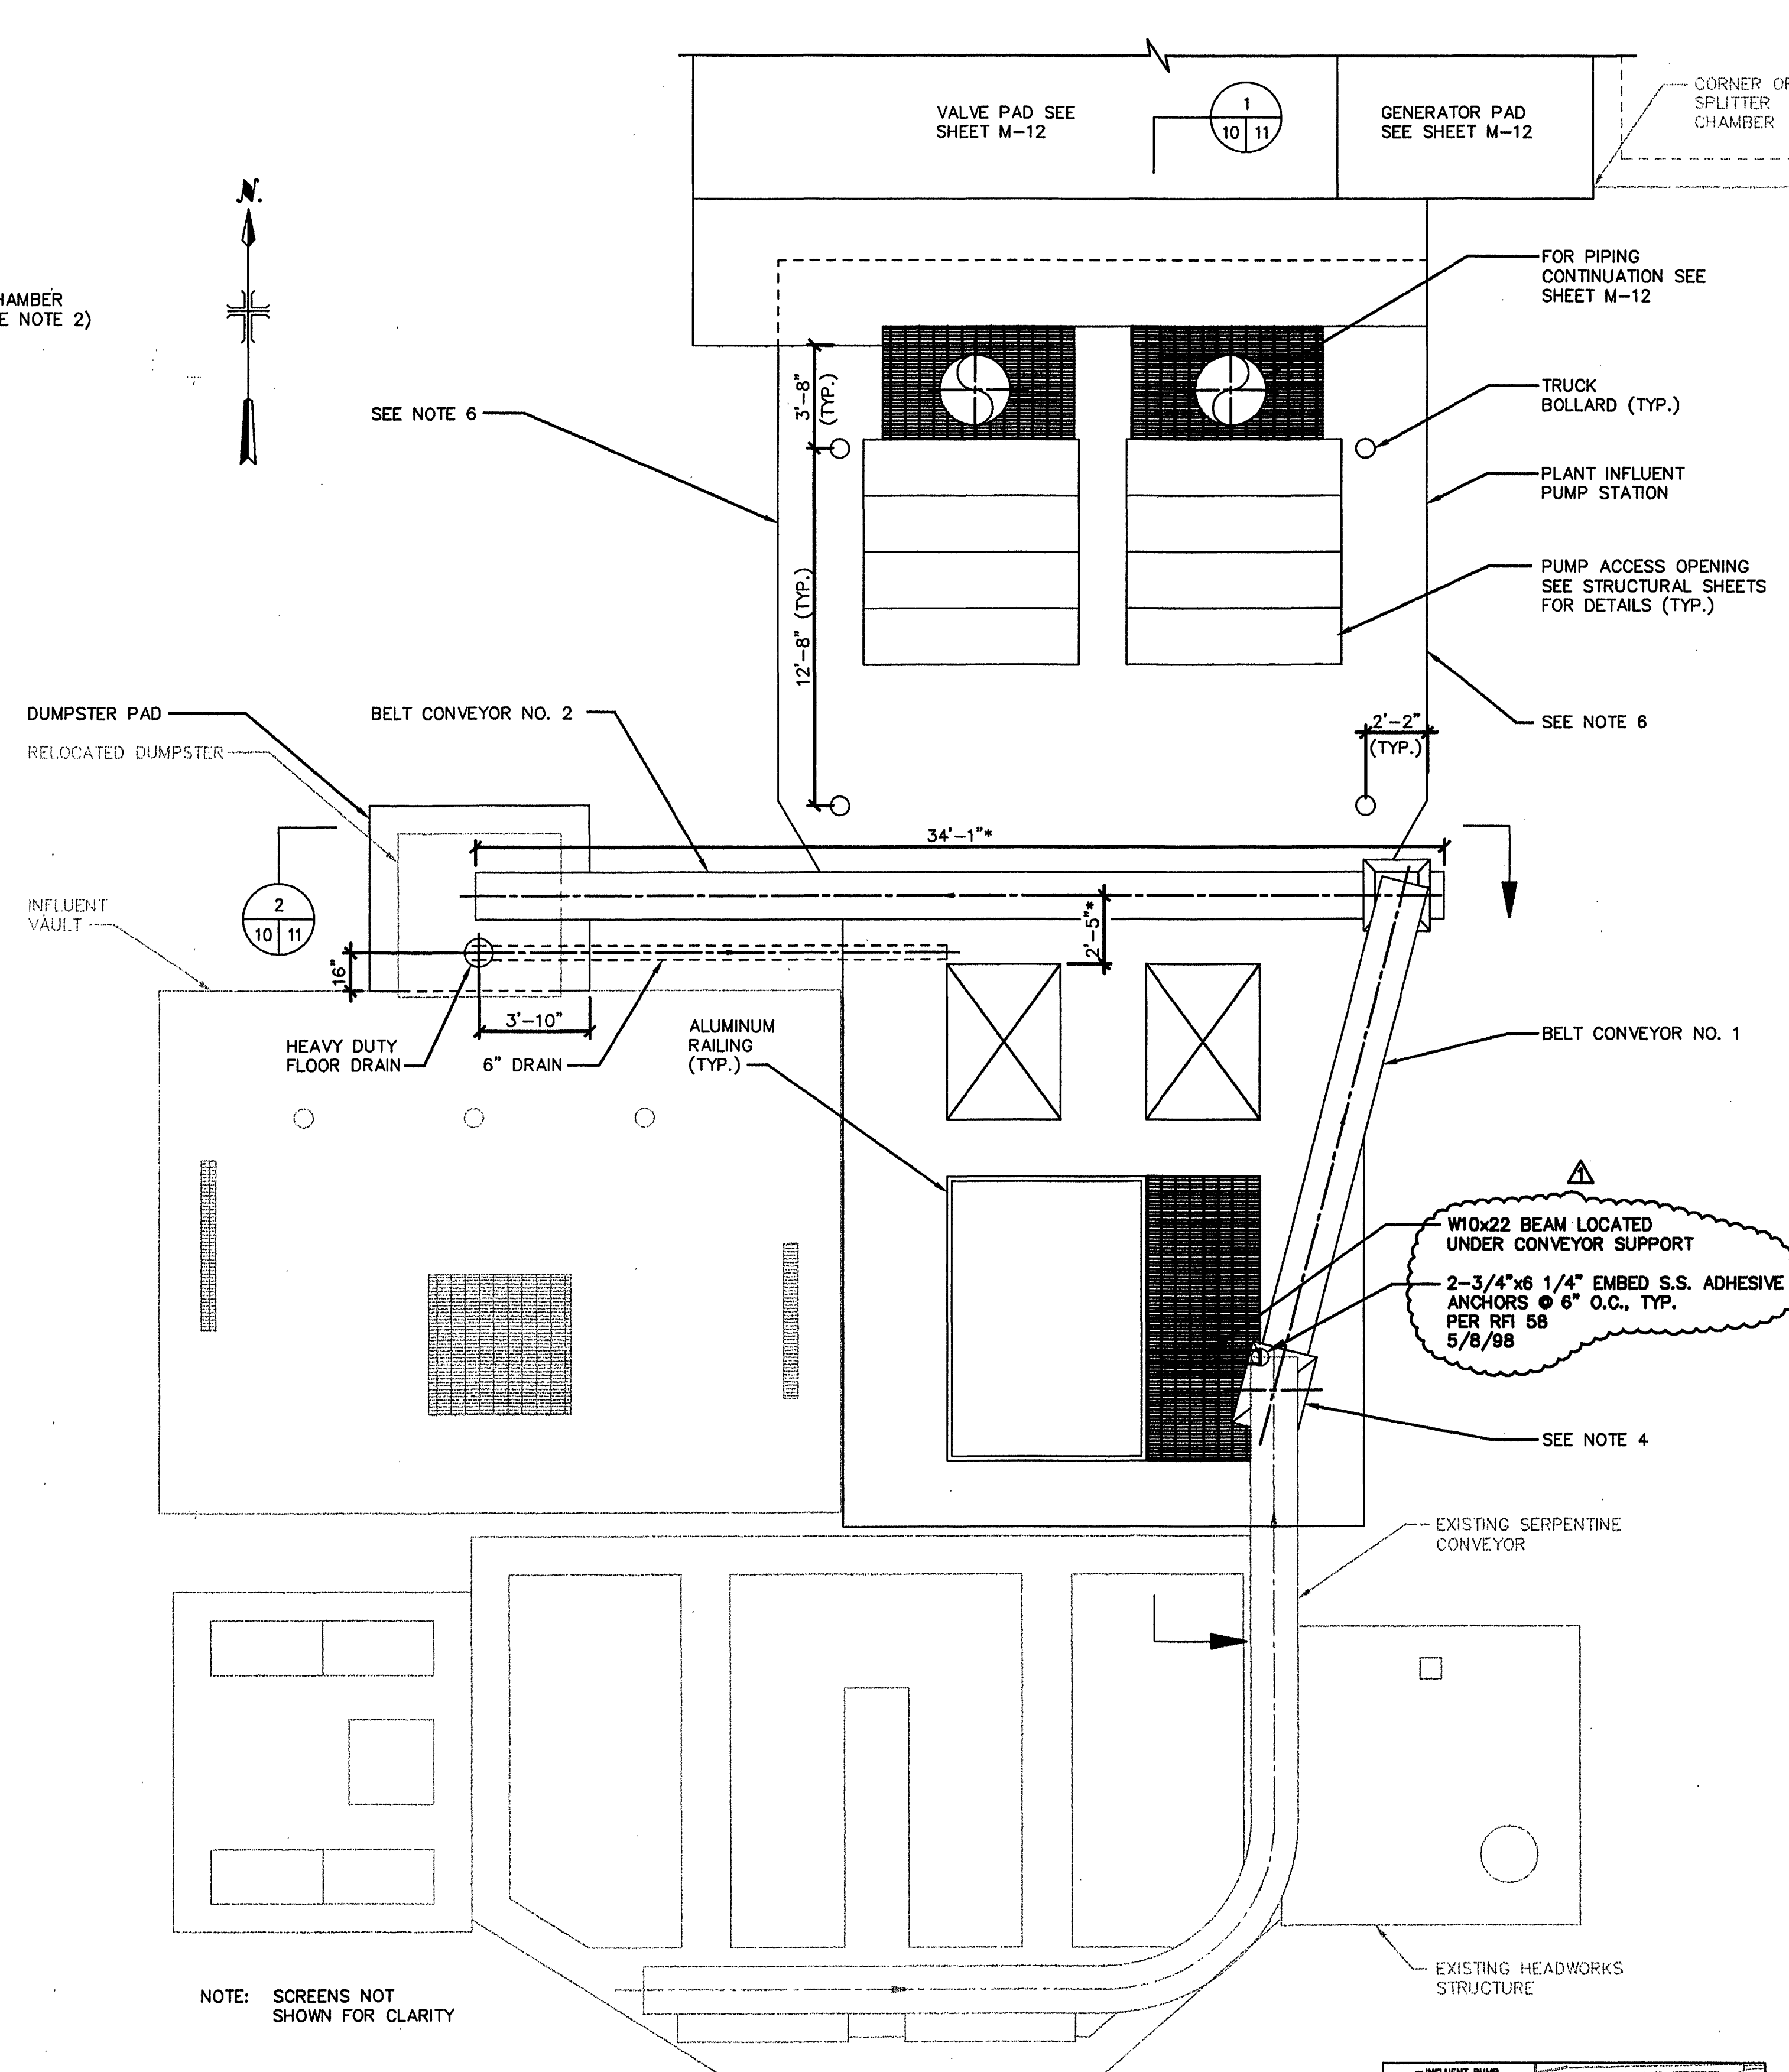 VALVE PAD SEE
SHEET M-12
1
10 11
GENERATOR PAD
SEE SHEET M-12
CORNER OF
SPLITTER
CHAMBER
N.
HAMBER
E NOTE 2)
FOR PIPING
CONTINUATION SEE
SHEET M-12
3'-8"
(TYP.)
SEE NOTE 6
TRUCK
BOLLARD (TYP.)
PLANT INFLUENT
PUMP STATION
PUMP ACCESS OPENING
SEE STRUCTURAL SHEETS
FOR DETAILS (TYP.)
12'-8" (TYP.)
DUMPSTER PAD
RELOCATED DUMPSTER
BELT CONVEYOR NO. 2
2'-2"
(TYP.)
SEE NOTE 6
34'-1"*
INFLUENT
VAULT
2
10 11
2'-5"*
16"
3'-10"
HEAVY DUTY
FLOOR DRAIN
6" DRAIN
ALUMINUM
RAILING
(TYP.)
BELT CONVEYOR NO. 1
1
W10x22 BEAM LOCATED
UNDER CONVEYOR SUPPORT
2-3/4"x6 1/4" EMBED S.S. ADHESIVE
ANCHORS @ 6" O.C., TYP.
PER RFI 58
5/8/98
SEE NOTE 4
EXISTING SERPENTINE
CONVEYOR
EXISTING HEADWORKS
STRUCTURE
NOTE: SCREENS NOT
SHOWN FOR CLARITY
INFLUENT PUMP